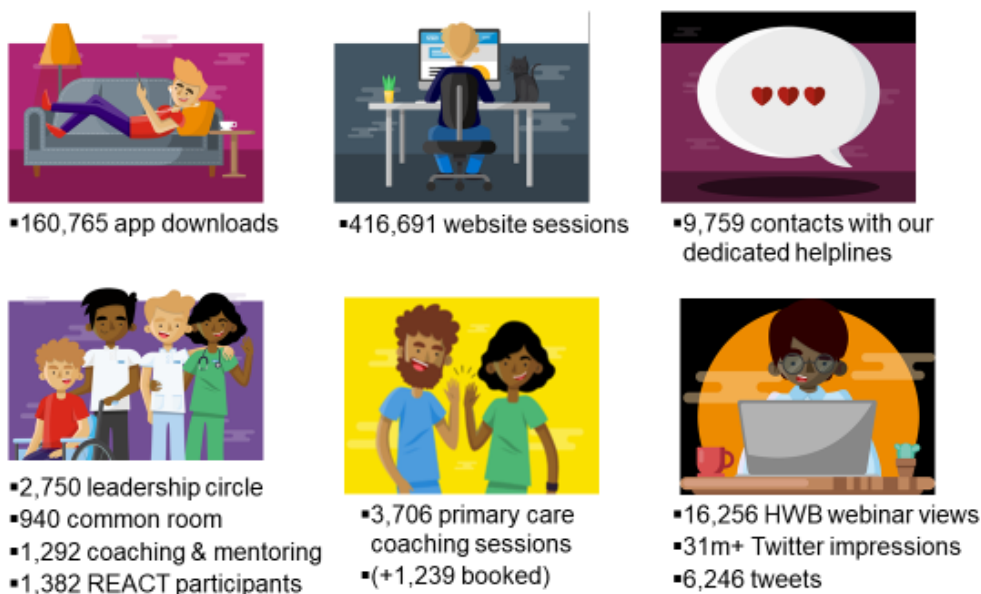 ▪160,765 app downloads
▪416,691 website sessions
▪9,759 contacts with our
dedicated helplines
▪2,750 leadership circle
▪940 common room
▪1,292 coaching & mentoring
▪1,382 REACT participants
▪3,706 primary care
coaching sessions
▪(+1,239 booked)
▪16,256 HWB webinar views
▪31m+ Twitter impressions
▪6,246 tweets